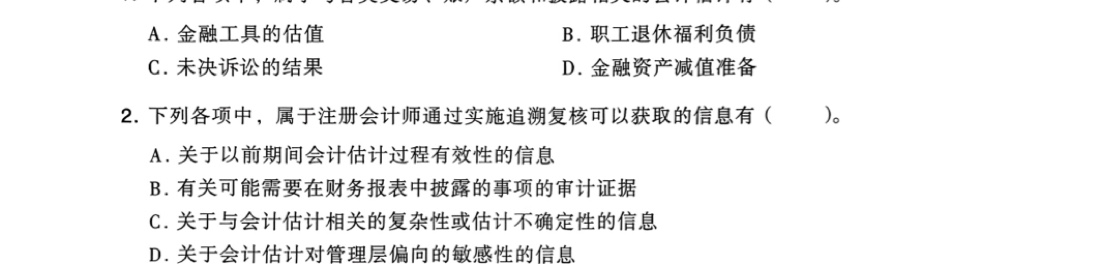 A. 金融工具的估值 B. 职工退休福利负债
C. 未决诉讼的结果 D. 金融资产减值准备
2. 下列各项中，属于注册会计师通过实施追溯复核可以获取的信息有（ ）。
A. 关于以前期间会计估计过程有效性的信息
B. 有关可能需要在财务报表中披露的事项的审计证据
C. 关于与会计估计相关的复杂性或估计不确定性的信息
D. 关于会计估计对管理层偏向的敏感性的信息